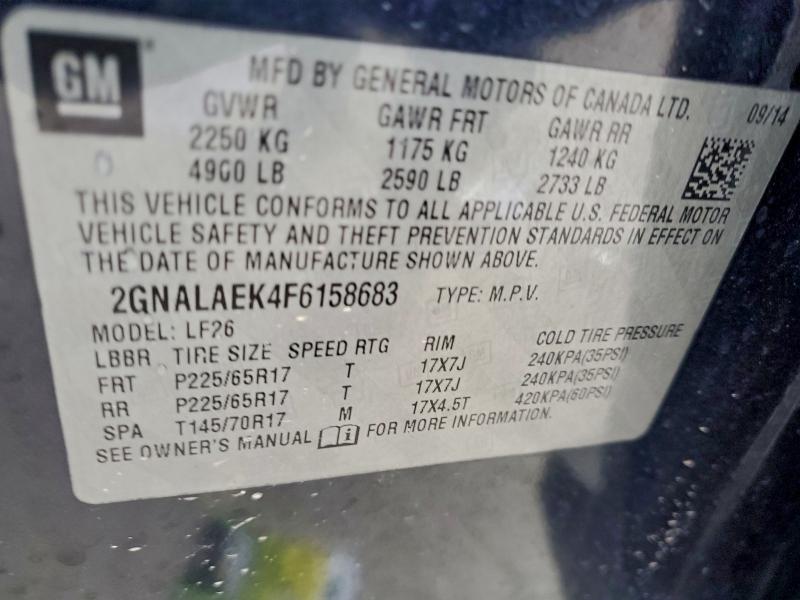 GM
MFD BY GENERAL MOTORS OF CANADA LTD.
09/14
GVWR GAWR FRT GAWR RR
2250 KG 1175 KG 1240 KG
4960 LB 2590 LB 2733 LB
THIS VEHICLE CONFORMS TO ALL APPLICABLE U.S. FEDERAL MOTOR
VEHICLE SAFETY AND THEFT PREVENTION STANDARDS IN EFFECT ON
THE DATE OF MANUFACTURE SHOWN ABOVE.
2GNALAEK4F6158683 TYPE: M.P.V.
MODEL: LF26
LBBR TIRE SIZE SPEED RTG RIM COLD TIRE PRESSURE
FRT P225/65R17 T 17X7J 240KPA(35PSI)
RR P225/65R17 T 17X7J 240KPA(35PSI)
SPA T145/70R17 M 17X4.5T 420KPA(60PSI)
SEE OWNER'S MANUAL FOR MORE INFORMATION.